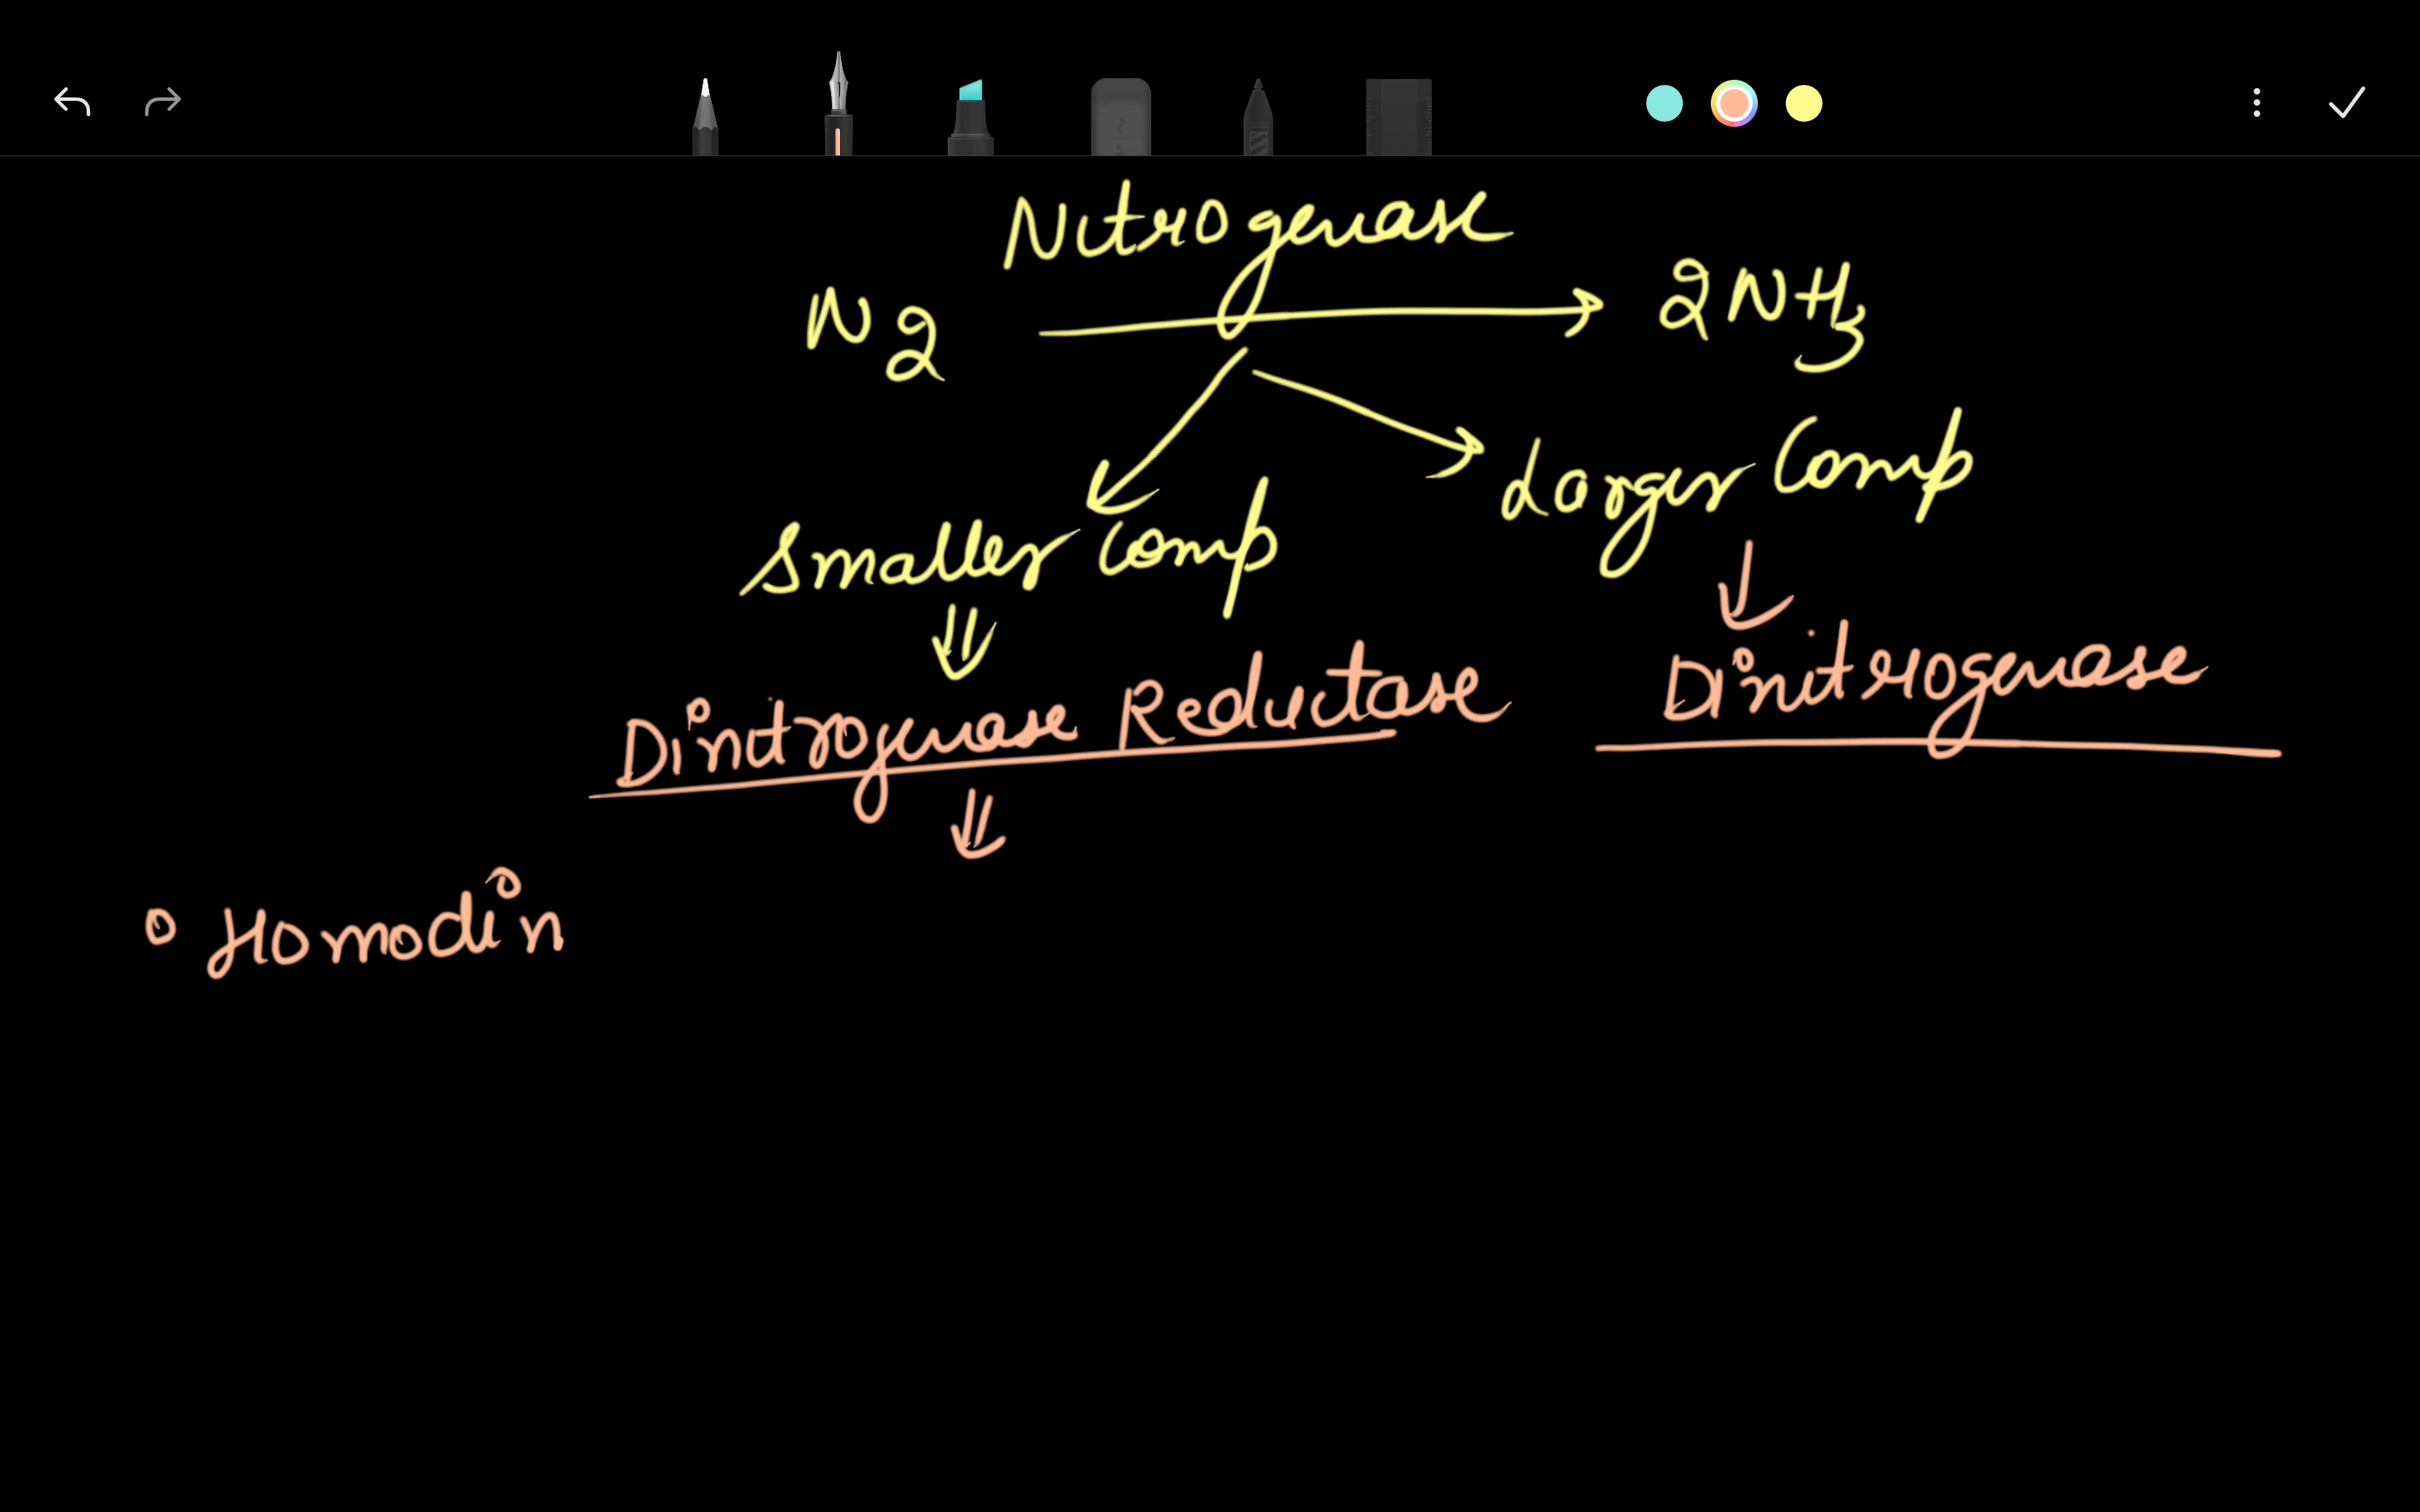 Nitrogenase
N2 → 2NH3
Larger Comp
Smaller Comp
Dinitrogenase Reductase
Dinitrogenase
Homodin